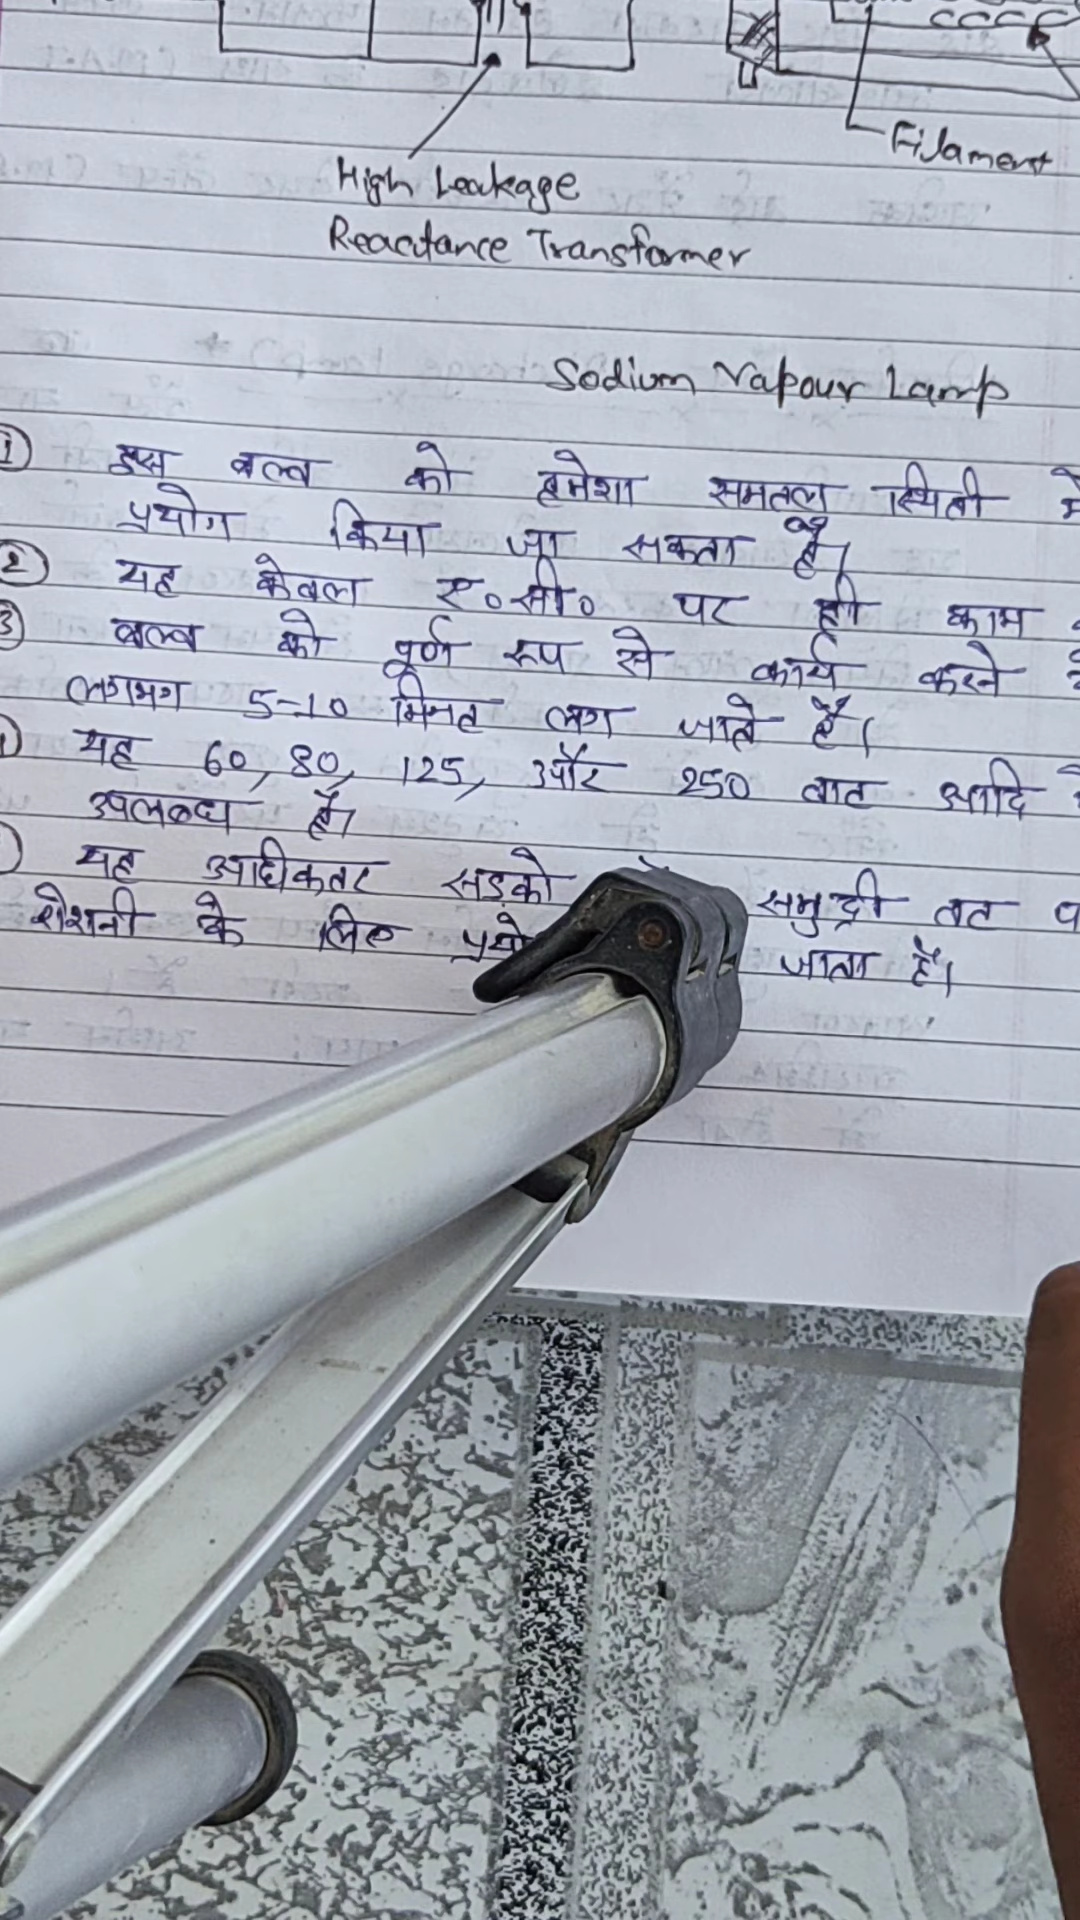 Filament
High Leakage
Reactance Transformer
Sodium Vapour Lamp
① इस बल्व को हमेशा समतल स्थिती मे
प्रयोग किया जा सकता है।
② यह केवल ए०सी० पर ही काम
3 बल्व को पूर्ण रूप से कार्य करने
लगभग 5-10 मिनट लग जाते हैं।
यह 60, 80, 125, और 250 वाट आदि
उपलब्ध है।
यह अधिकतर सड़को समुद्री तट
रोशनी के लिए जाता है।